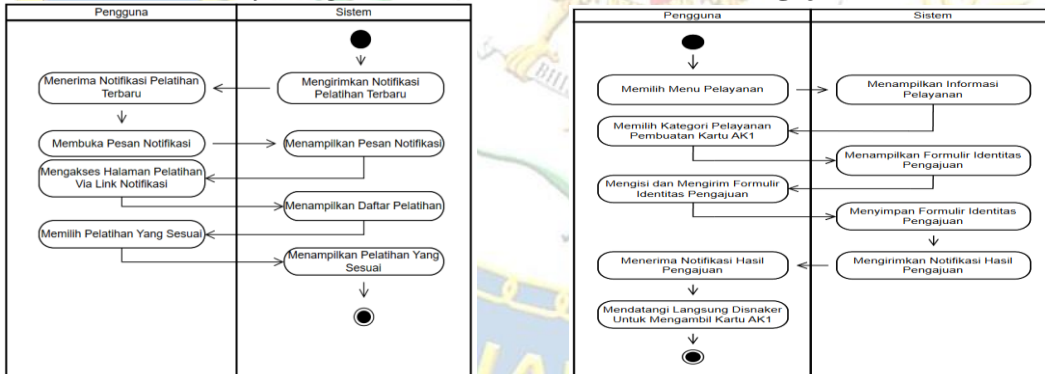 Pengguna
Sistem
Mengirimkan Notifikasi
Pelatihan Terbaru
Menerima Notifikasi Pelatihan
Terbaru
Membuka Pesan Notifikasi
Menampilkan Pesan Notifikasi
Mengakses Halaman Pelatihan
Via Link Notifikasi
Menampilkan Daftar Pelatihan
Memilih Pelatihan Yang Sesuai
Menampilkan Pelatihan Yang
Sesuai
Pengguna
Sistem
Memilih Menu Pelayanan
Menampilkan Informasi
Pelayanan
Memilih Kategori Pelayanan
Pembuatan Kartu AK1
Menampilkan Formulir Identitas
Pengajuan
Mengisi dan Mengirim Formulir
Identitas Pengajuan
Menyimpan Formulir Identitas
Pengajuan
Mengirimkan Notifikasi Hasil
Pengajuan
Menerima Notifikasi Hasil
Pengajuan
Mendatangi Langsung Disnaker
Untuk Mengambil Kartu AK1